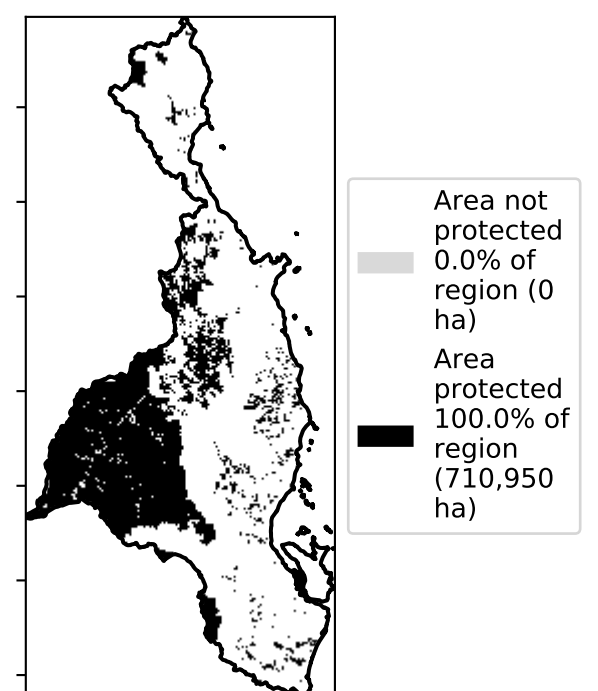 Area not
protected
0.0% of
region (0
ha)
Area
protected
100.0% of
region
(710,950
ha)